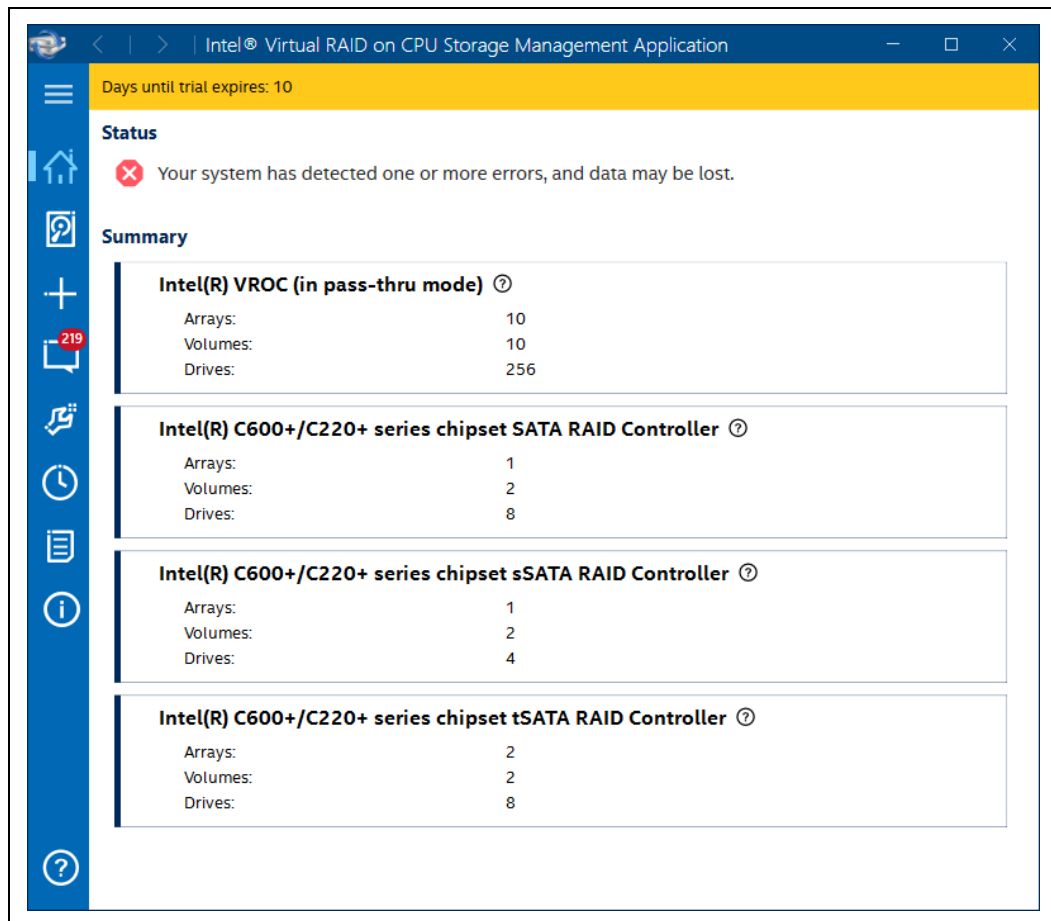 Intel® Virtual RAID on CPU Storage Management Application
Days until trial expires: 10
Status
Your system has detected one or more errors, and data may be lost.
219
Summary
Intel(R) VROC (in pass-thru mode) ?
Arrays: 10
Volumes: 10
Drives: 256
Intel(R) C600+/C220+ series chipset SATA RAID Controller ?
Arrays: 1
Volumes: 2
Drives: 8
Intel(R) C600+/C220+ series chipset sSATA RAID Controller ?
Arrays: 1
Volumes: 2
Drives: 4
Intel(R) C600+/C220+ series chipset tSATA RAID Controller ?
Arrays: 2
Volumes: 2
Drives: 8